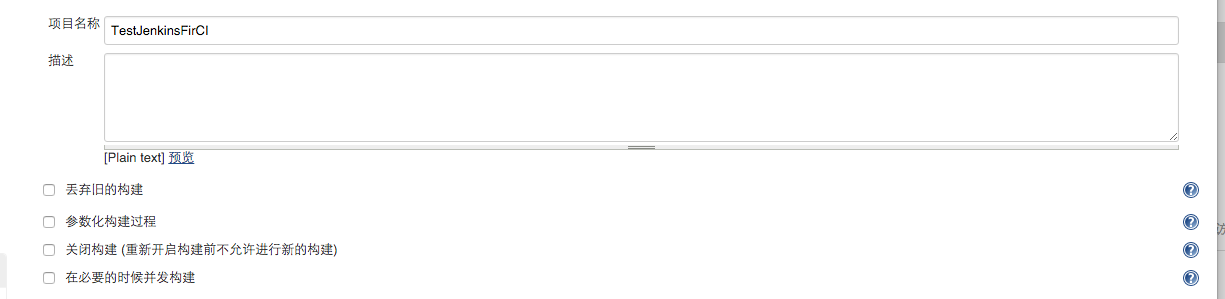 项目名称 TestJenkinsFirCI
描述
[Plain text] 预览
丢弃旧的构建
参数化构建过程
关闭构建 (重新开启构建前不允许进行新的构建)
在必要的时候并发构建